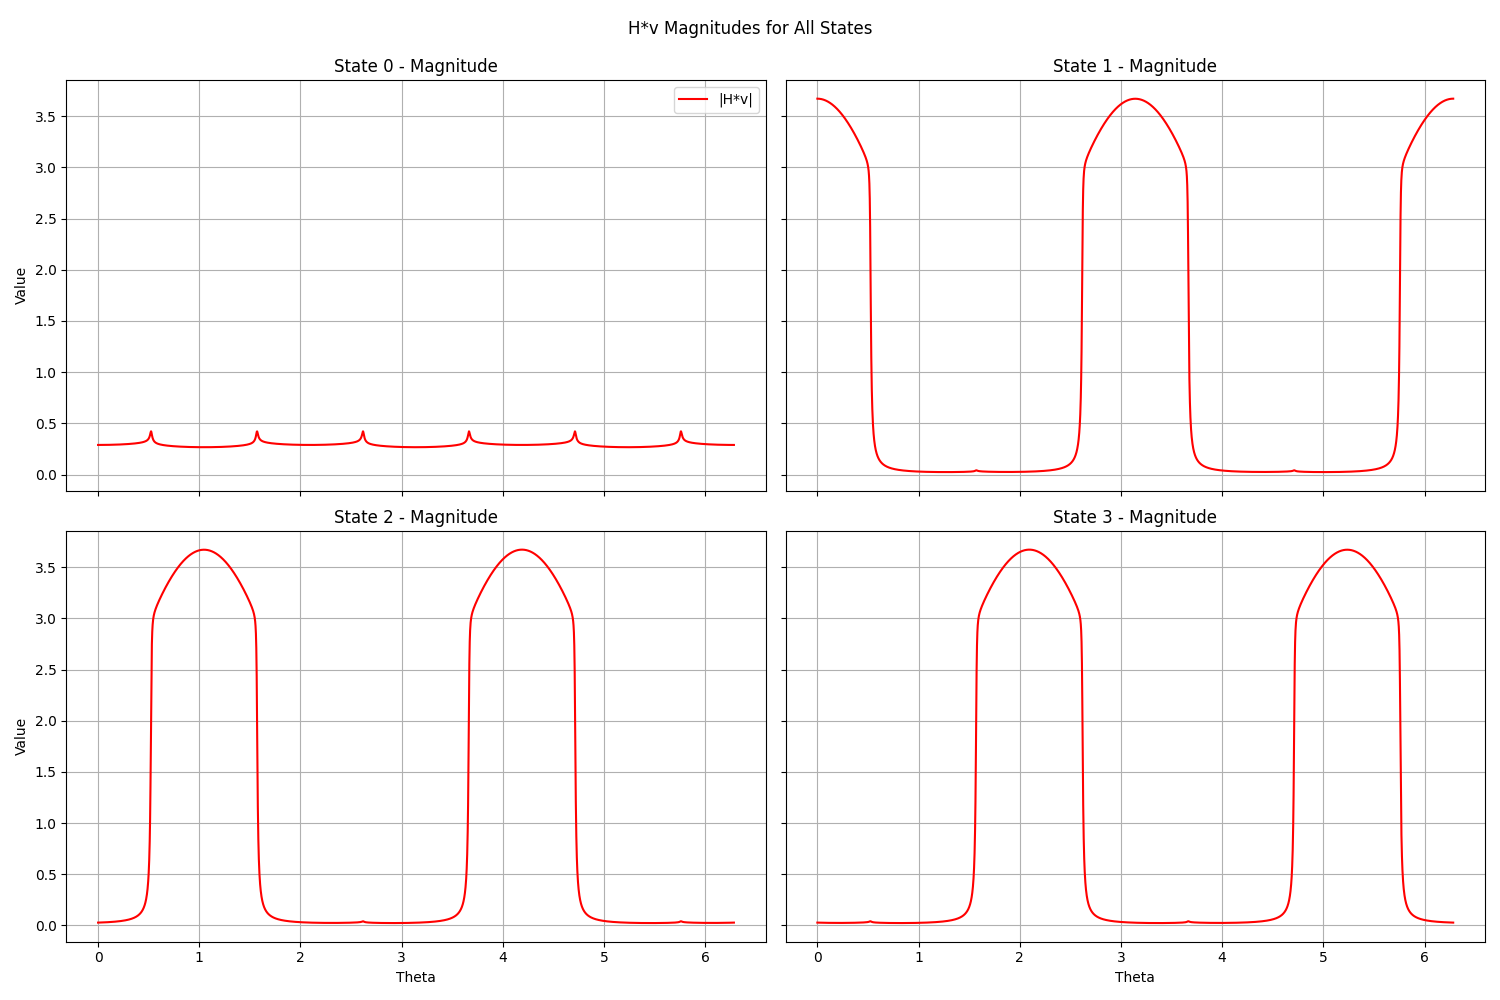 H*v Magnitudes for All States
State 0 - Magnitude
|H*v|
Value
3.5
3.0
2.5
2.0
1.5
1.0
0.5
0.0
State 1 - Magnitude
State 2 - Magnitude
Value
3.5
3.0
2.5
2.0
1.5
1.0
0.5
0.0
0 1 2 3 4 5 6
Theta
State 3 - Magnitude
0 1 2 3 4 5 6
Theta